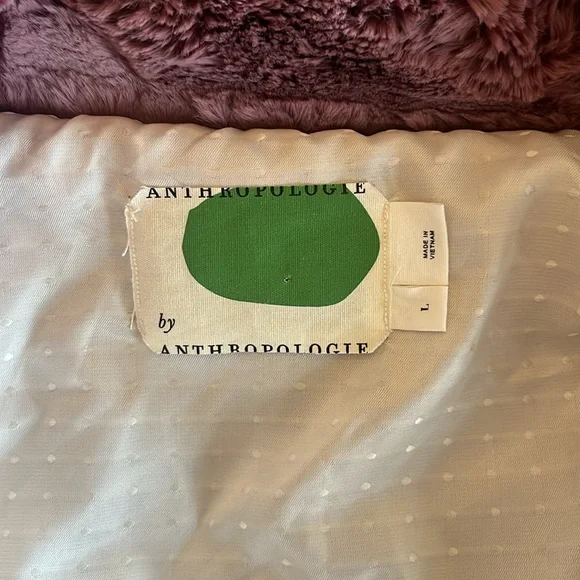 ANTHROPOLOGIE
by
ANTHROPOLOGIE
MADE IN
VIETNAM
L